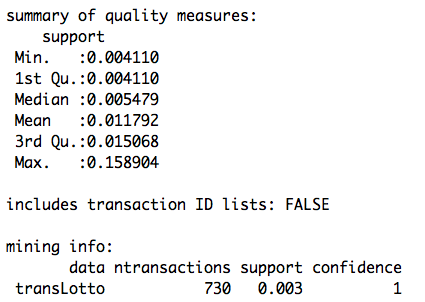 summary of quality measures:
    support
 Min.   :0.004110
 1st Qu.:0.004110
 Median :0.005479
 Mean   :0.011792
 3rd Qu.:0.015068
 Max.   :0.158904

includes transaction ID lists: FALSE

mining info:
       data ntransactions support confidence
 transLotto           730   0.003          1